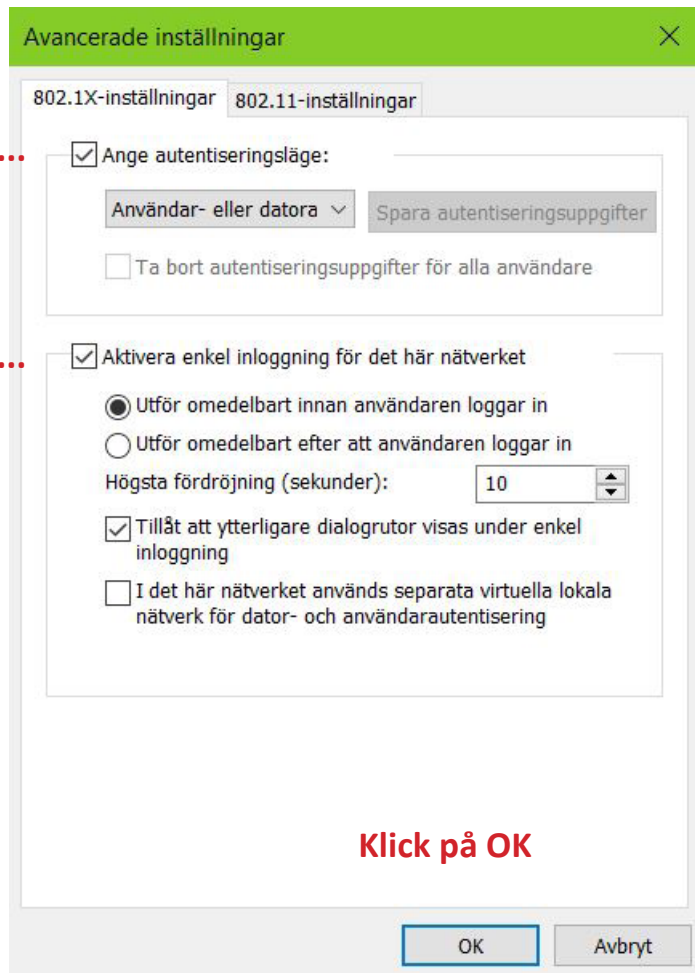 Avancerade inställningar
802.1X-inställningar 802.11-inställningar
Ange autentiseringsläge:
Användar- eller datora Spara autentiseringsuppgifter
Ta bort autentiseringsuppgifter för alla användare
Aktivera enkel inloggning för det här nätverket
Utför omedelbart innan användaren loggar in
Utför omedelbart efter att användaren loggar in
Högsta fördröjning (sekunder): 10
Tillåt att ytterligare dialogrutor visas under enkel
inloggning
I det här nätverket används separata virtuella lokala
nätverk för dator- och användarautentisering
Klick på OK
OK Avbryt